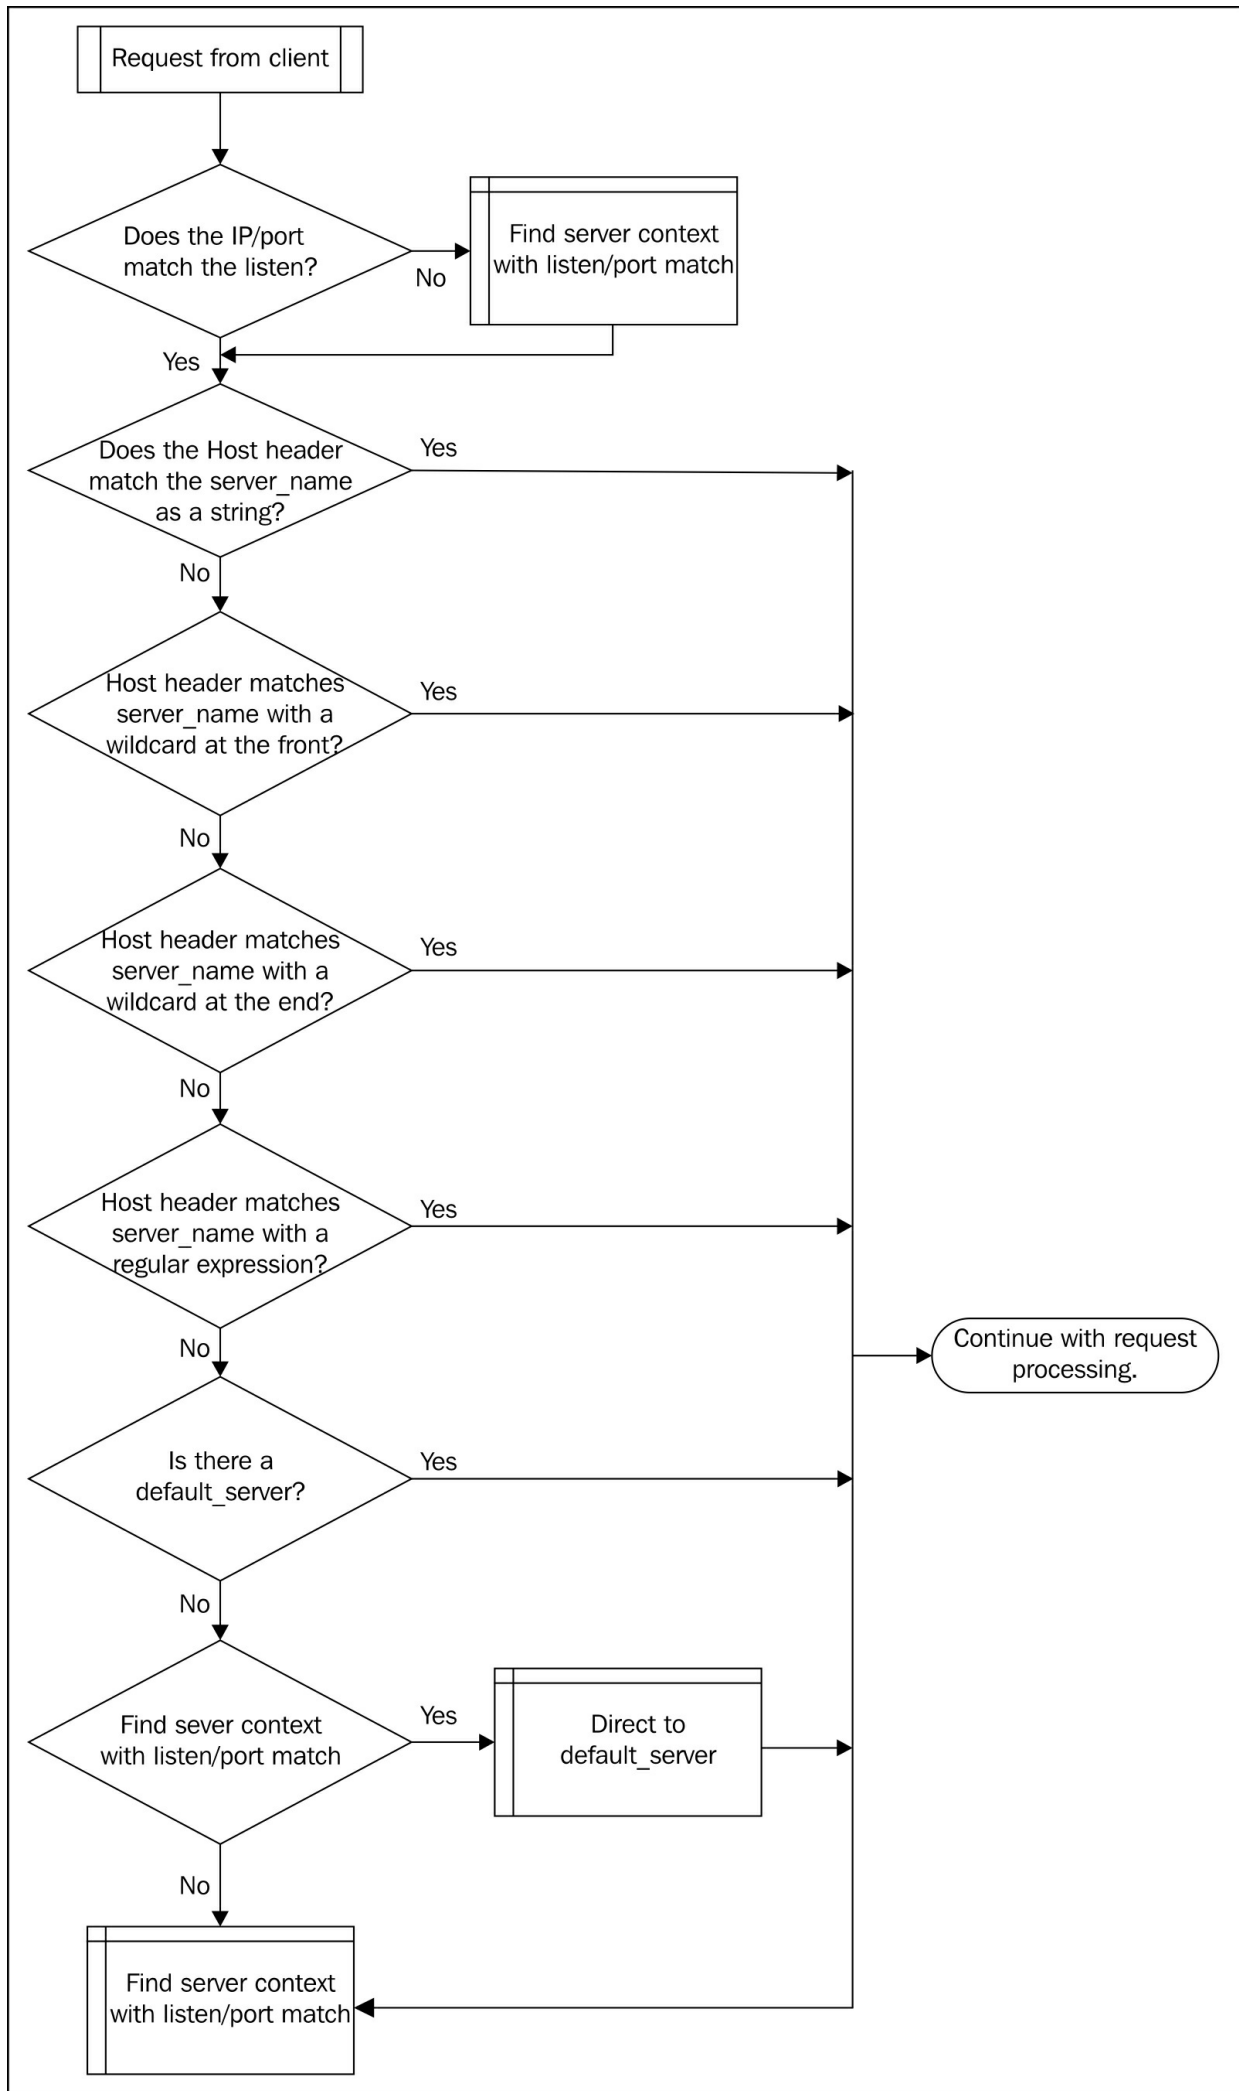 Request from client
Does the IP/port
match the listen?
No
Find server context
with listen/port match
Yes
Does the Host header
match the server_name
as a string?
Yes
No
Host header matches
server_name with a
wildcard at the front?
Yes
No
Host header matches
server_name with a
wildcard at the end?
Yes
No
Host header matches
server_name with a
regular expression?
Yes
No
Continue with request
processing.
Is there a
default_server?
Yes
No
Find sever context
with listen/port match
Yes
Direct to
default_server
No
Find server context
with listen/port match